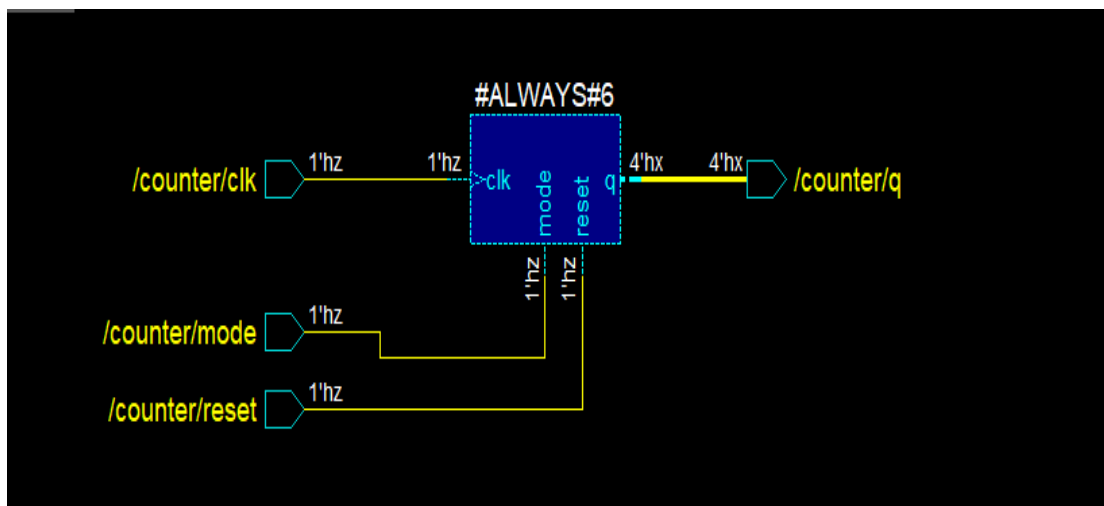 #ALWAYS#6
/counter/clk 1'hz 1'hz clk mode reset q 4'hx 4'hx /counter/q
1'hz 1'hz
/counter/mode 1'hz
/counter/reset 1'hz